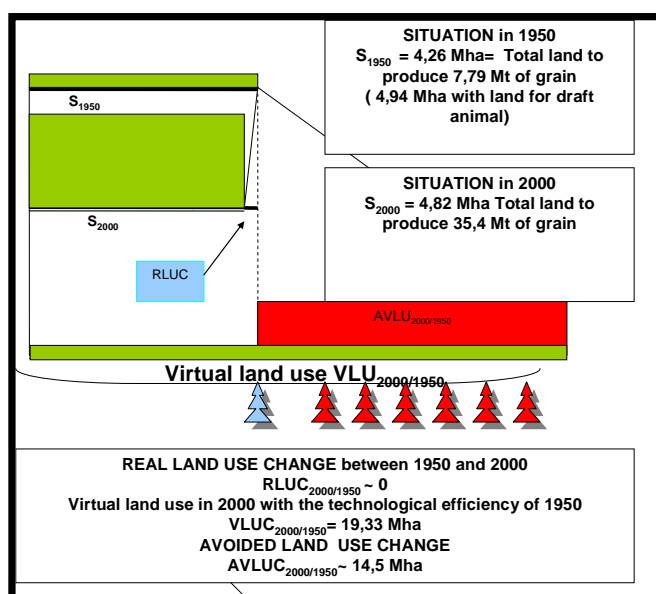 SITUATION in 1950
S1950 = 4,26 Mha= Total land to
produce 7,79 Mt of grain
( 4,94 Mha with land for draft
animal)
S1950
SITUATION in 2000
S2000 = 4,82 Mha Total land to
produce 35,4 Mt of grain
S2000
RLUC
AVLU2000/1950
Virtual land use VLU2000/1950
REAL LAND USE CHANGE between 1950 and 2000
RLUC2000/1950 ~ 0
Virtual land use in 2000 with the technological efficiency of 1950
VLUC2000/1950= 19,33 Mha
AVOIDED LAND USE CHANGE
AVLUC2000/1950~ 14,5 Mha